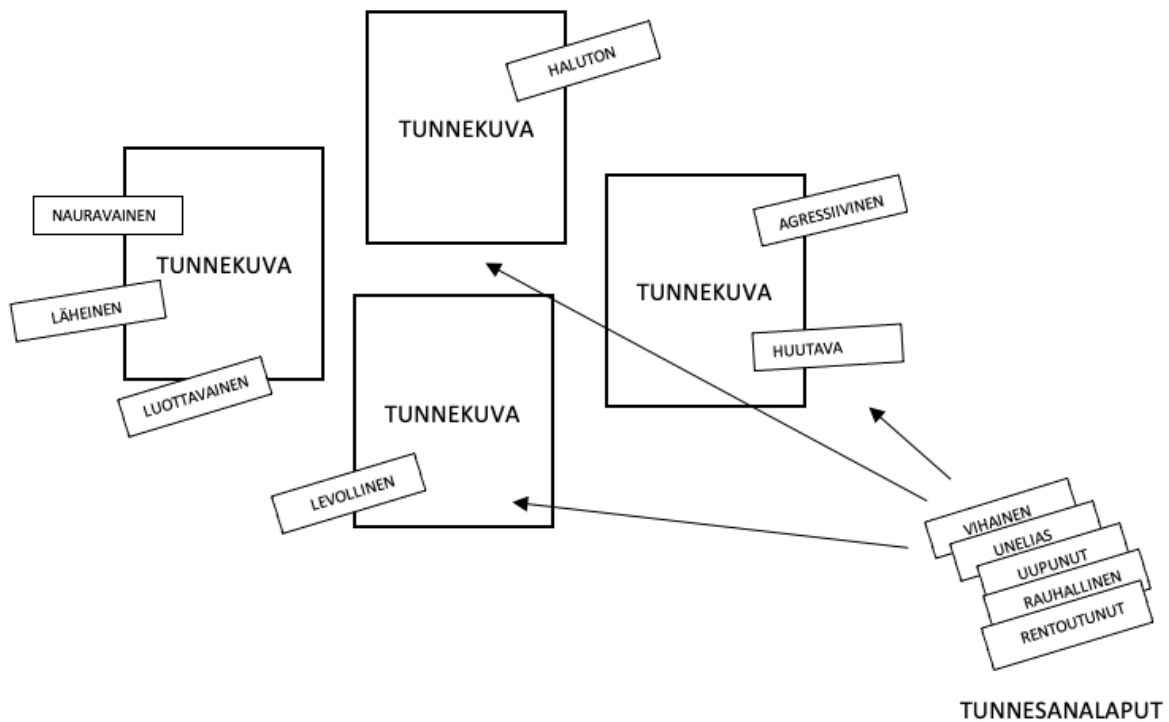 HALUTON
TUNNEKUVA
NAURAVAINEN
TUNNEKUVA
LÄHEINEN
LUOTTAVAINEN
AGRESSIIVINEN
TUNNEKUVA
HUUTAVA
TUNNEKUVA
LEVOLLINEN
VIHAINEN
UNELIAS
UUPUNUT
RAUHALLINEN
RENTOUTUNUT
TUNNESANALAPUT